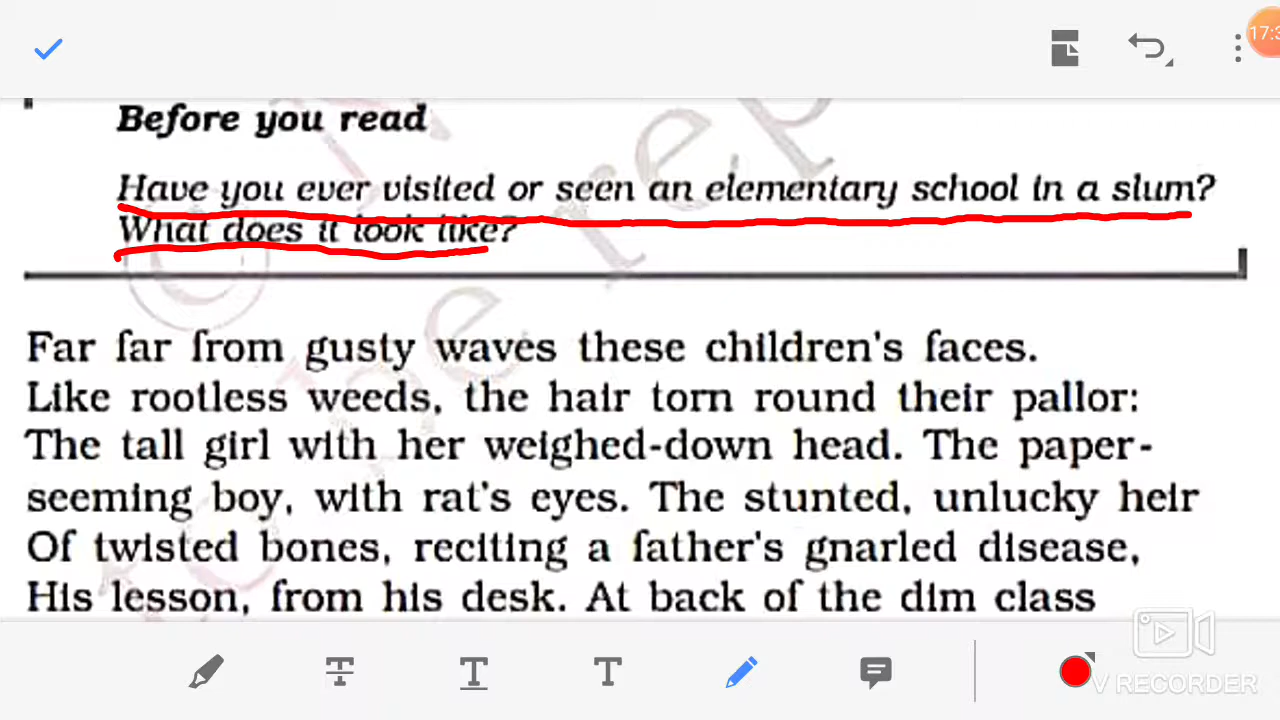 17:3
Before you read
Have you ever visited or seen an elementary school in a slum?
What does it look like?
Far far from gusty waves these children's faces.
Like rootless weeds, the hair torn round their pallor:
The tall girl with her weighed-down head. The paper-
seeming boy, with rat's eyes. The stunted, unlucky heir
Of twisted bones, reciting a father's gnarled disease,
His lesson, from his desk. At back of the dim class
V RECORDER